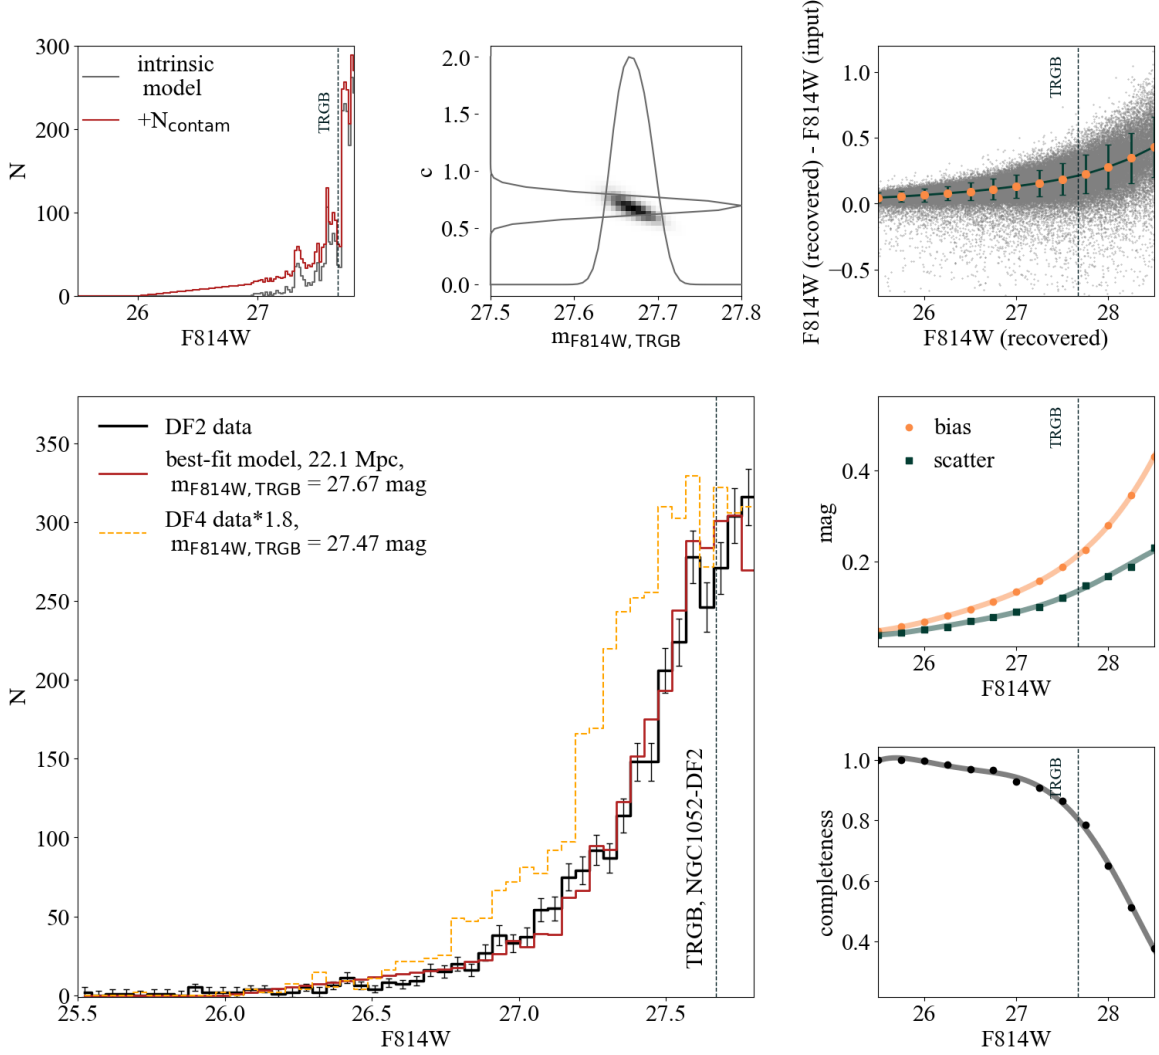 300
200
100
0
N
26
27
F814W
intrinsic
model
+Ncontam
TRGB
2.0
1.5
1.0
0.5
0.0
c
27.5
27.6
27.7
27.8
mF814W, TRGB
1.0
0.5
0.0
−0.5
F814W (recovered) - F814W (input)
TRGB
26
27
28
F814W (recovered)
350
300
250
200
150
100
50
0
N
DF2 data
best-fit model, 22.1 Mpc,
mF814W, TRGB = 27.67 mag
DF4 data*1.8,
mF814W, TRGB = 27.47 mag
TRGB, NGC1052-DF2
25.5
26.0
26.5
27.0
27.5
F814W
0.4
0.2
mag
bias
scatter
TRGB
26
27
28
F814W
1.0
0.8
0.6
0.4
completeness
TRGB
26
27
28
F814W